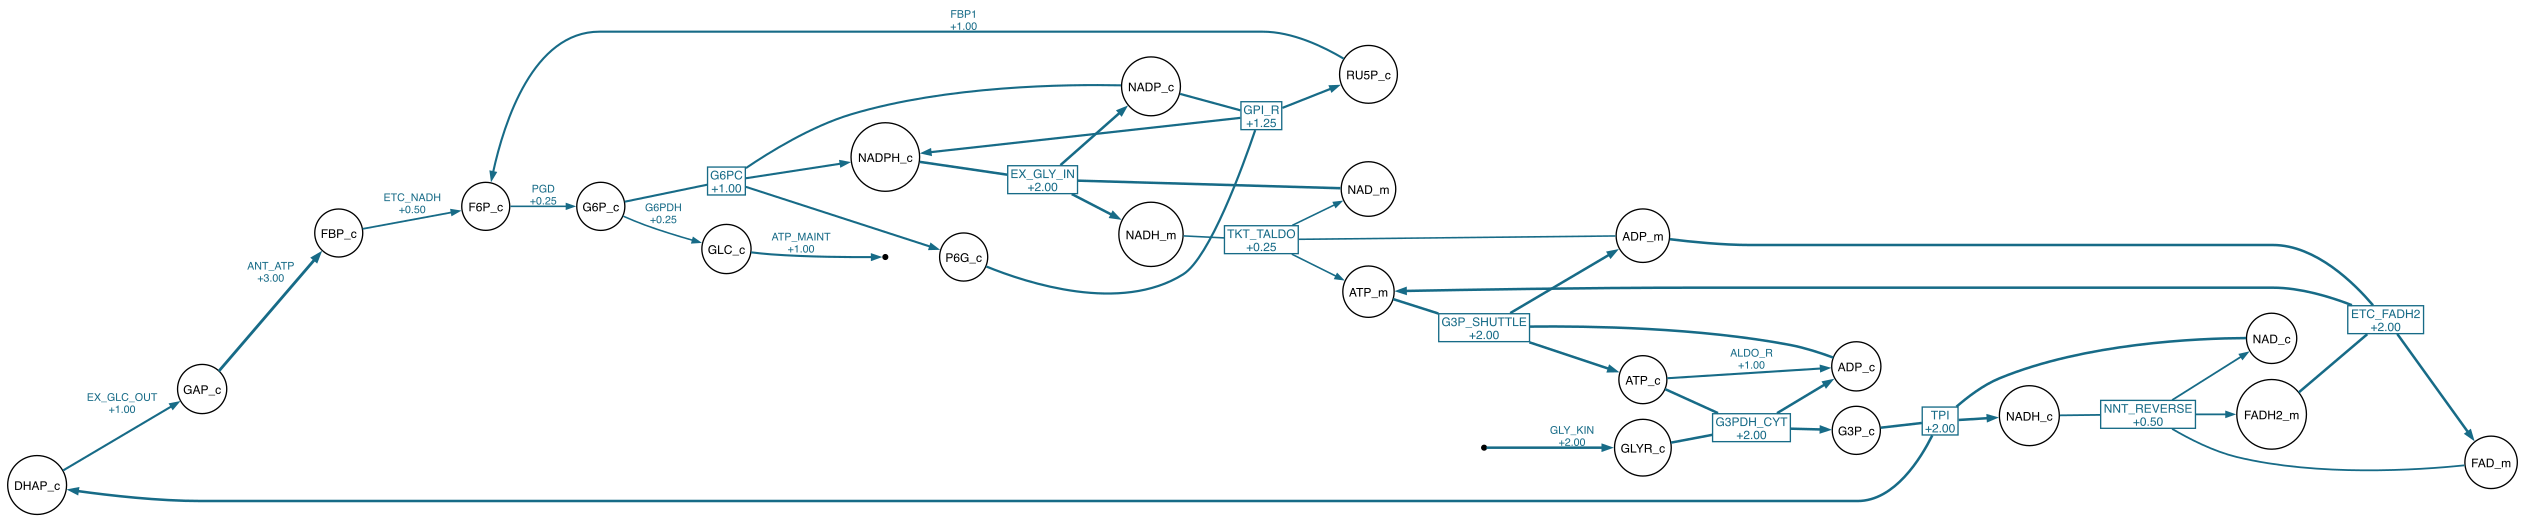 FBP1
+1.00
RU5P_c
NADP_c
GPI_R
+1.25
NADPH_c
G6PC
+1.00
EX_GLY_IN
+2.00
NAD_m
ETC_NADH
+0.50
F6P_c
PGD
+0.25
G6P_c
G6PDH
+0.25
FBP_c
NADH_m
TKT_TALDO
+0.25
ADP_m
GLC_c
ATP_MAINT
+1.00
P6G_c
ANT_ATP
+3.00
ATP_m
G3P_SHUTTLE
+2.00
ETC_FADH2
+2.00
NAD_c
ALDO_R
+1.00
ADP_c
ATP_c
GAP_c
EX_GLC_OUT
+1.00
GLY_KIN
+2.00
GLYR_c
G3PDH_CYT
+2.00
G3P_c
TPI
+2.00
NADH_c
NNT_REVERSE
+0.50
FADH2_m
FAD_m
DHAP_c